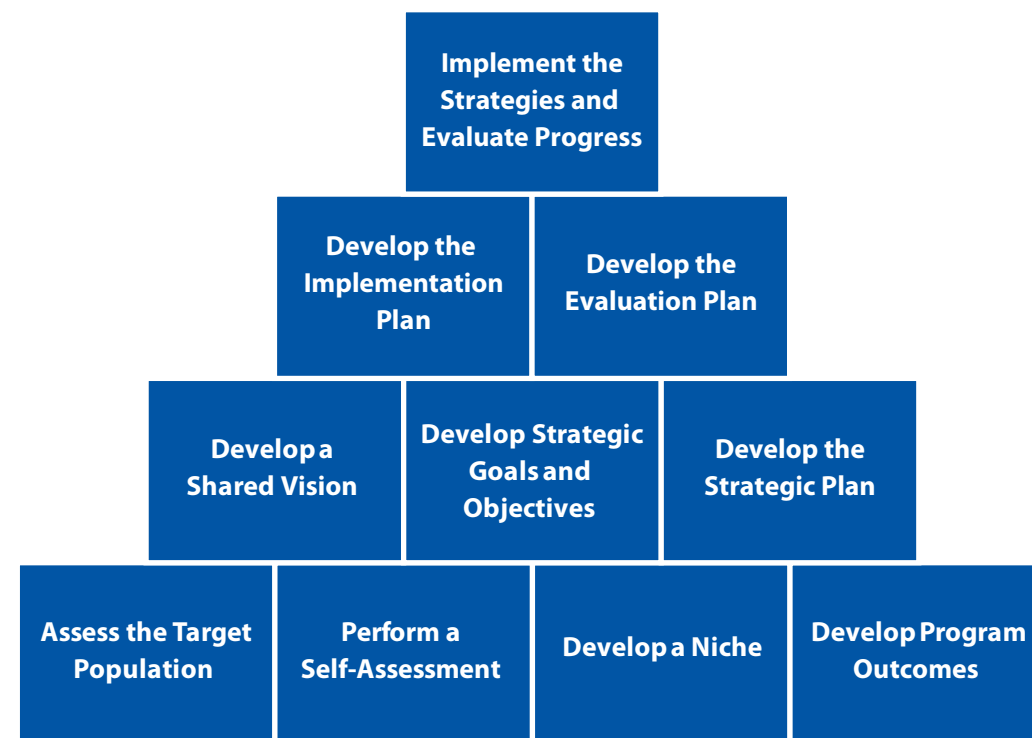 Implement the
Strategies and
Evaluate Progress
Develop the
Implementation
Plan
Develop the
Evaluation Plan
Develop a
Shared Vision
Develop Strategic
Goals and
Objectives
Develop the
Strategic Plan
Assess the Target
Population
Perform a
Self-Assessment
Develop a Niche
Develop Program
Outcomes